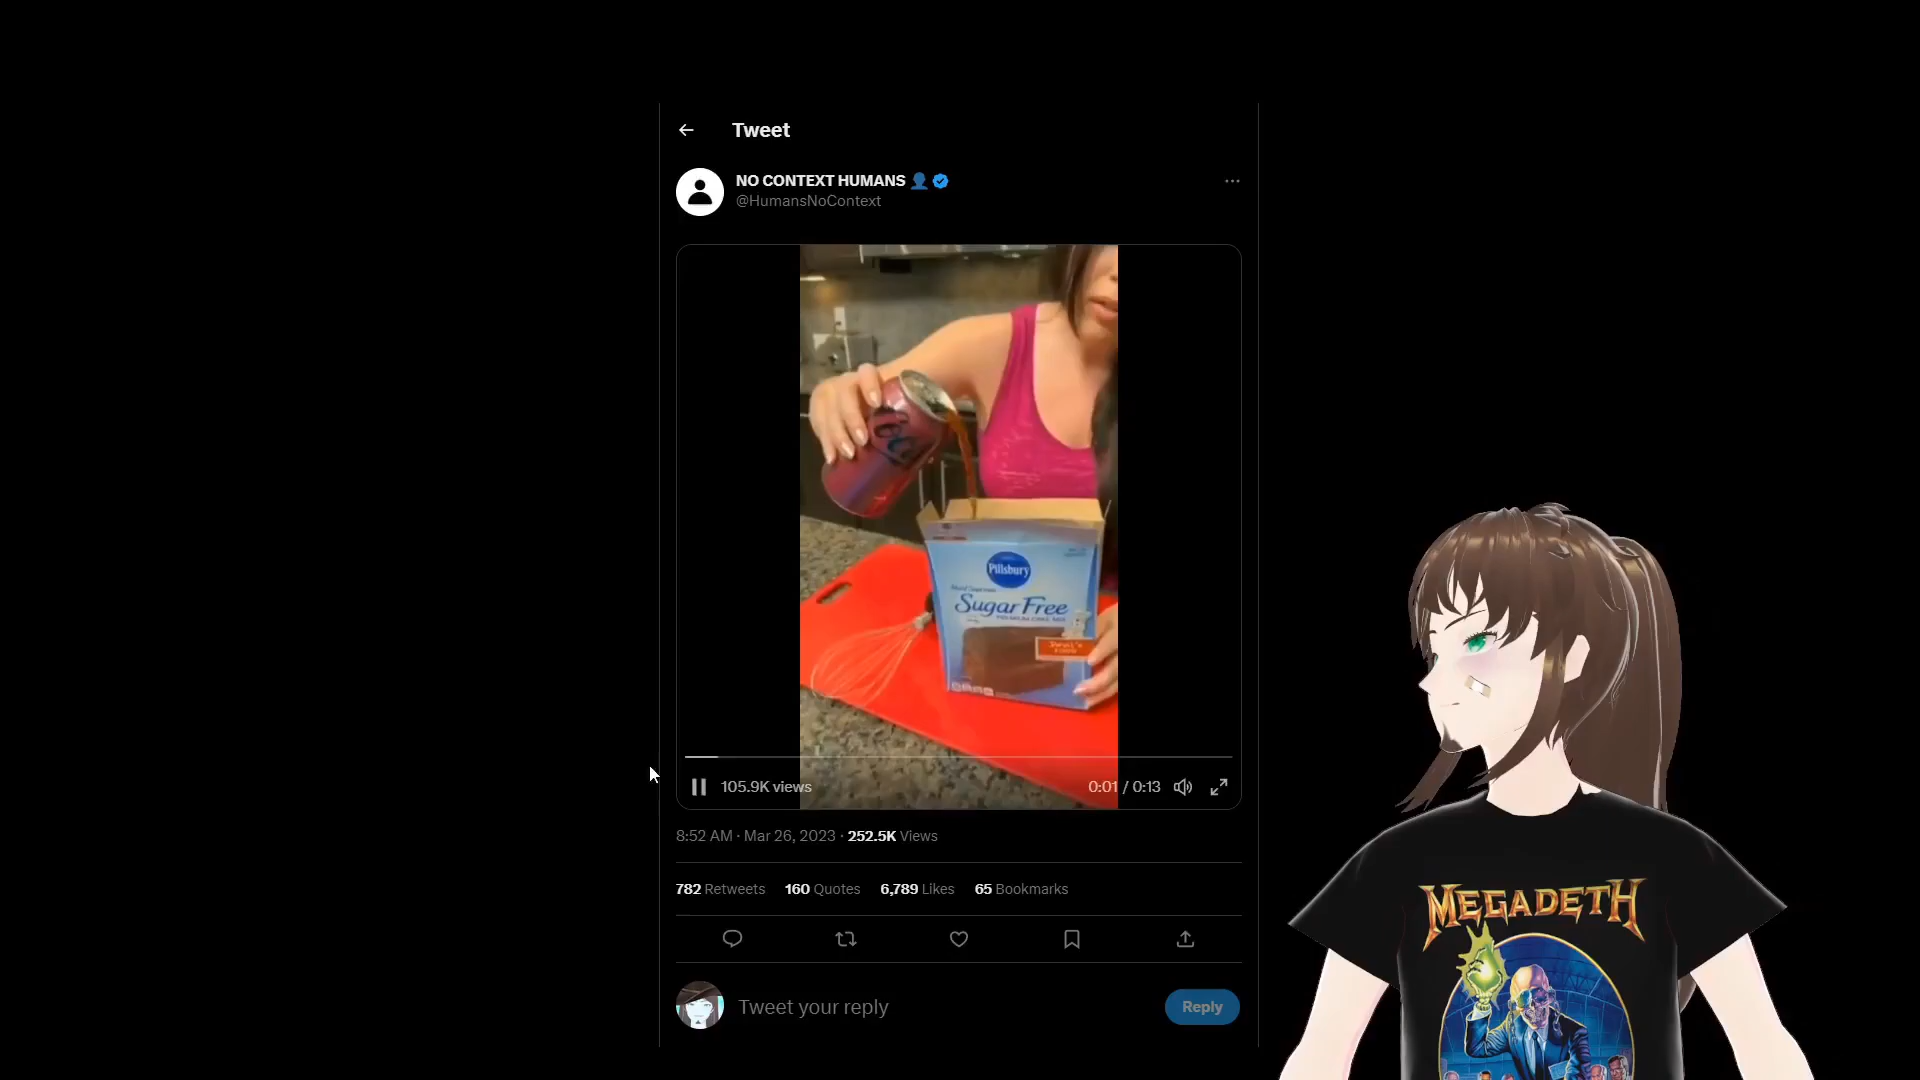 Tweet
NO CONTEXT HUMANS
@HumansNoContext
Pillsbury
Sugar Free
105.9K views
0:01 / 0:13
8:52 AM · Mar 26, 2023 · 252.5K Views
782 Retweets 160 Quotes 6,789 Likes 65 Bookmarks
Tweet your reply
Reply
MEGADETH